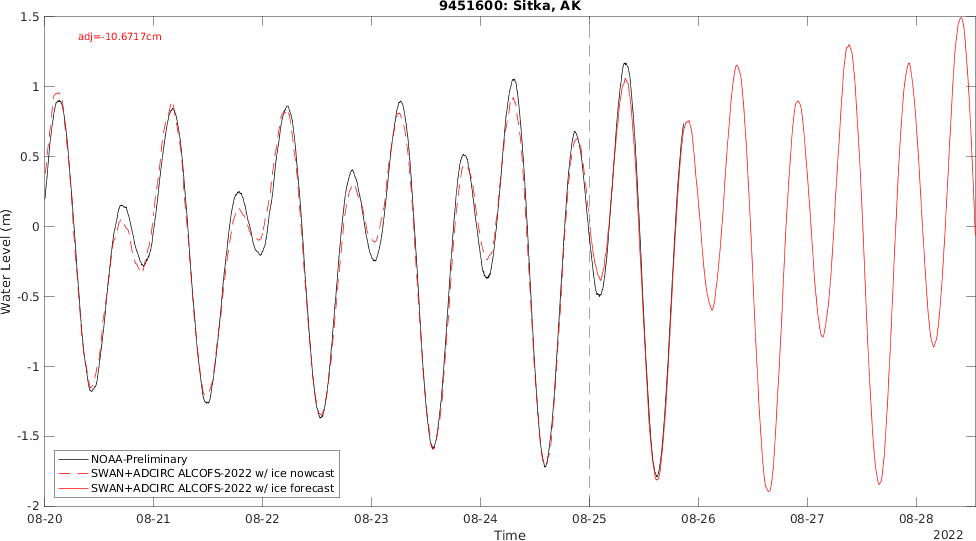 9451600: Sitka, AK
adj=-10.6717cm
1.5
1
0.5
0
-0.5
-1
-1.5
-2
Water Level (m)
NOAA-Preliminary
SWAN+ADCIRC ALCOFS-2022 w/ ice nowcast
SWAN+ADCIRC ALCOFS-2022 w/ ice forecast
08-20 08-21 08-22 08-23 08-24 08-25 08-26 08-27 08-28
Time
2022